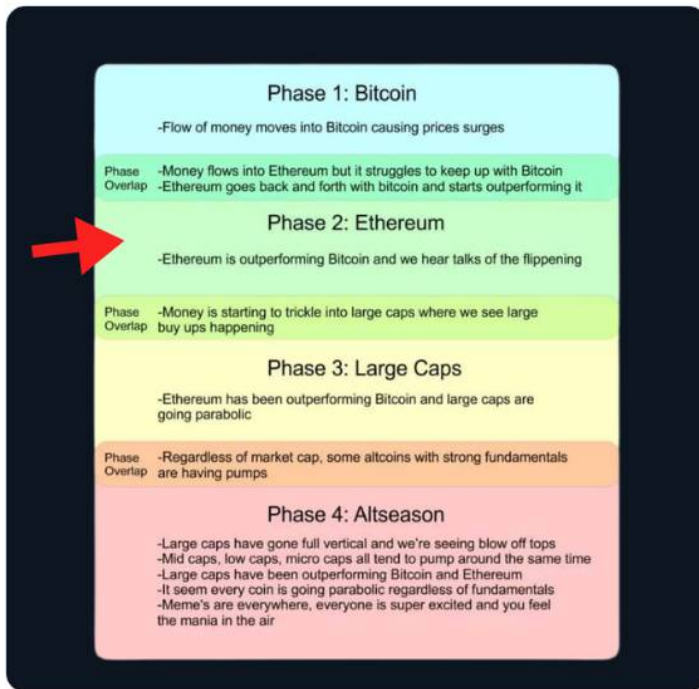 Phase 1: Bitcoin
-Flow of money moves into Bitcoin causing prices surges
Phase Overlap
-Money flows into Ethereum but it struggles to keep up with Bitcoin
-Ethereum goes back and forth with bitcoin and starts outperforming it
Phase 2: Ethereum
-Ethereum is outperforming Bitcoin and we hear talks of the flippening
Phase Overlap
-Money is starting to trickle into large caps where we see large
buy ups happening
Phase 3: Large Caps
-Ethereum has been outperforming Bitcoin and large caps are
going parabolic
Phase Overlap
-Regardless of market cap, some altcoins with strong fundamentals
are having pumps
Phase 4: Altseason
-Large caps have gone full vertical and we're seeing blow off tops
-Mid caps, low caps, micro caps all tend to pump around the same time
-Large caps have been outperforming Bitcoin and Ethereum
-It seem every coin is going parabolic regardless of fundamentals
-Meme's are everywhere, everyone is super excited and you feel
the mania in the air